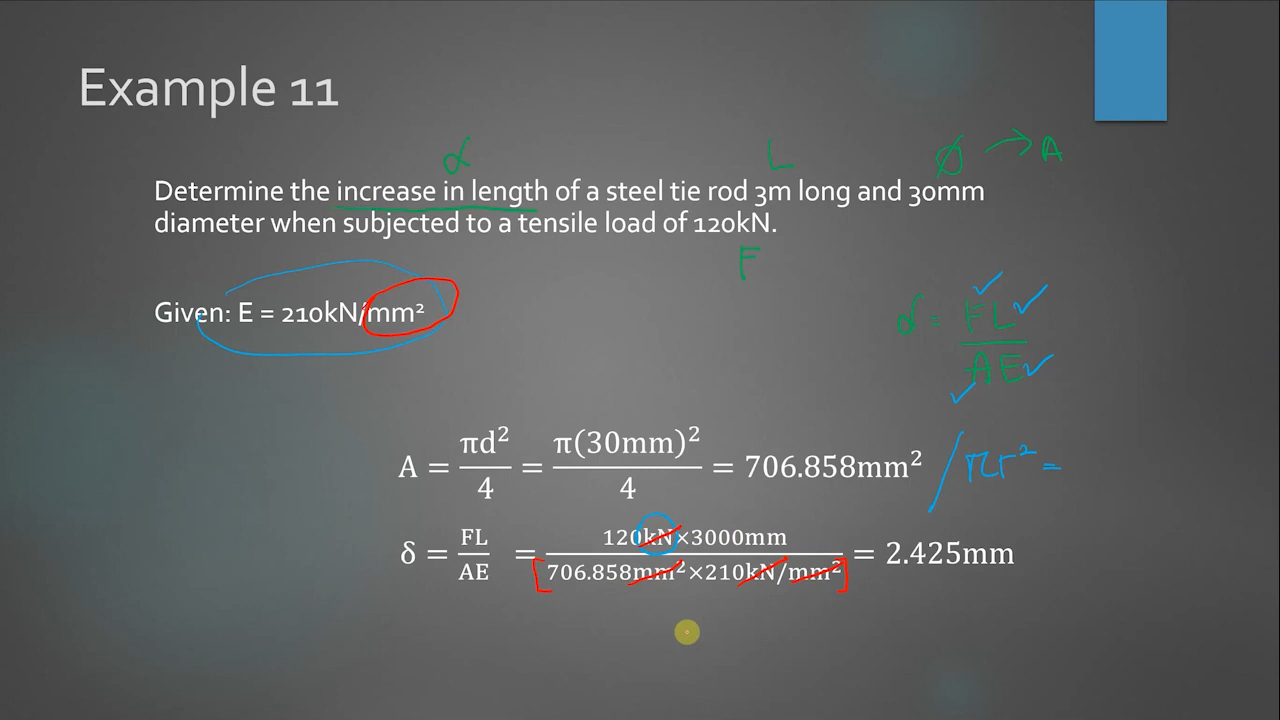 Example 11
δ L Ø → A
Determine the increase in length of a steel tie rod 3m long and 30mm
diameter when subjected to a tensile load of 120kN.
F
Given: E = 210kN/mm²
δ = FL / AE
A = πd²/4 = π(30mm)²/4 = 706.858mm² / πr² =
δ = FL/AE = 120kN×3000mm / [706.858mm²×210kN/mm²] = 2.425mm